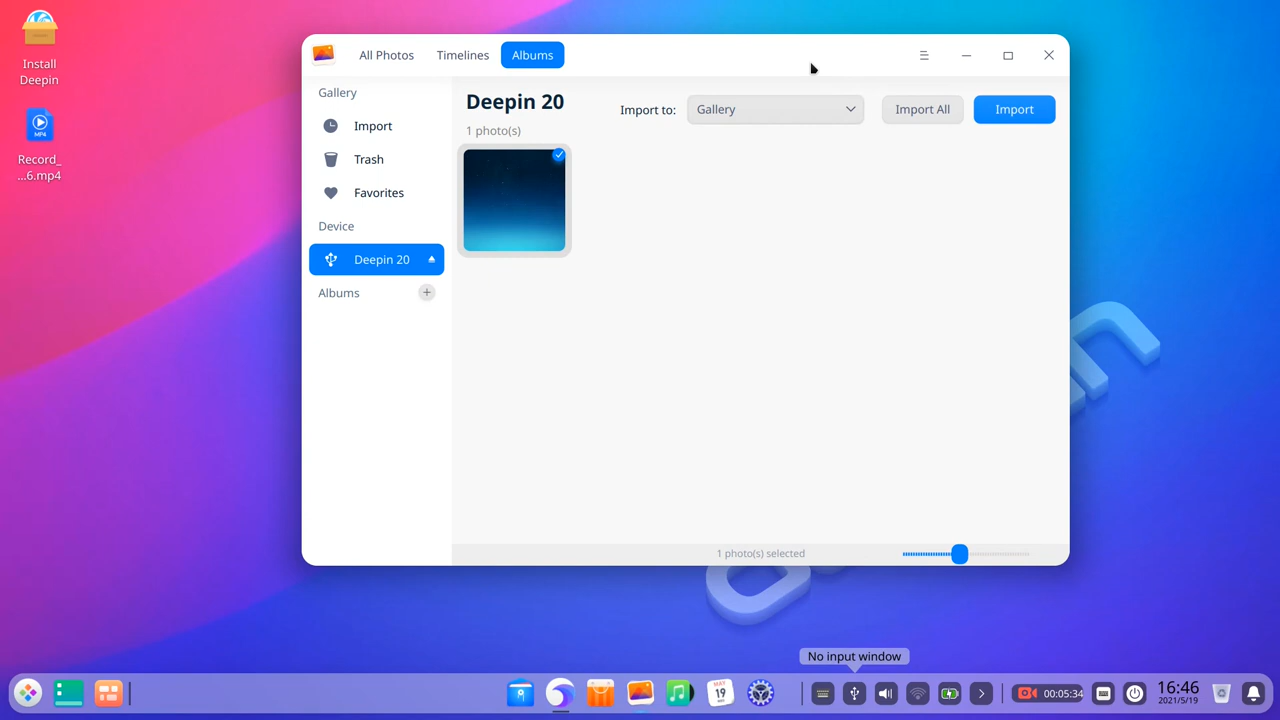 Install
Deepin
MP4
Record_
...6.mp4
All Photos
Timelines
Albums
Gallery
Import
Trash
Favorites
Device
Deepin 20
Albums
Deepin 20
1 photo(s)
Import to:
Gallery
Import All
Import
1 photo(s) selected
No input window
MAY
19
00:05:34
16:46
2021/5/19